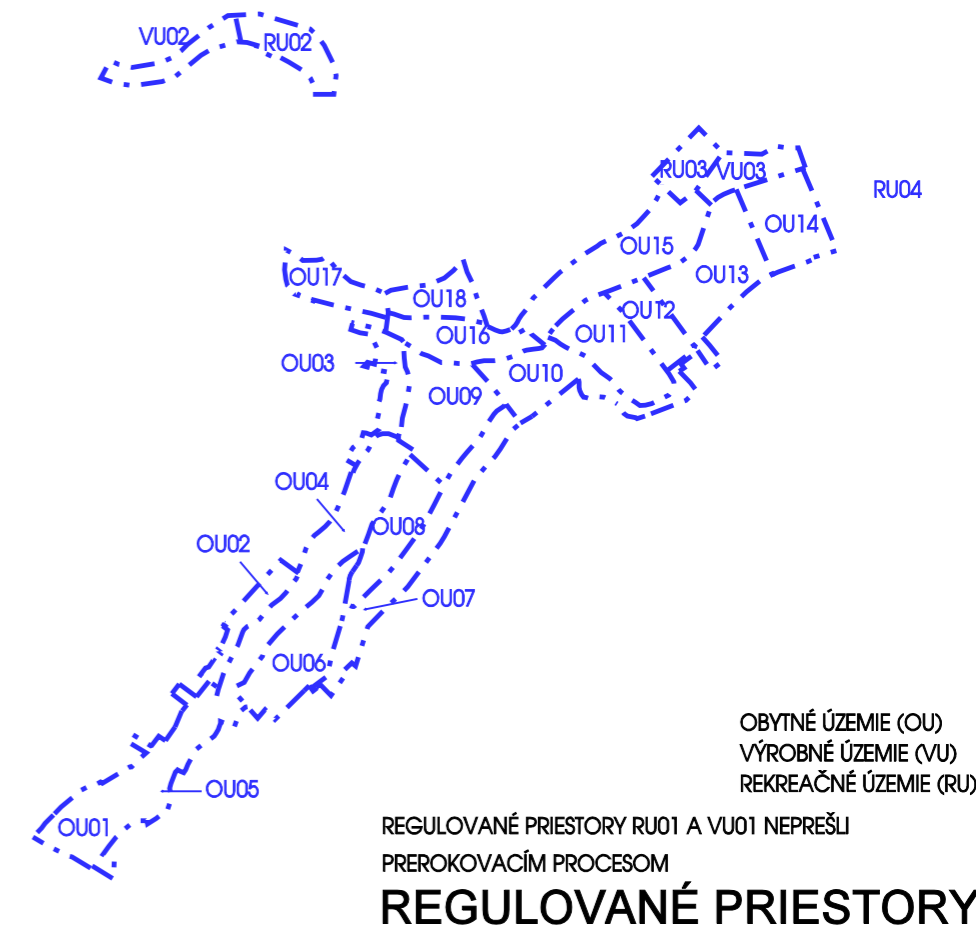 VU02
RU02
RU03
VU03
RU04
OU14
OU15
OU13
OU17
OU18
OU12
OU16
OU11
OU03
OU10
OU09
OU04
OU08
OU02
OU07
OU06
OBYTNÉ ÚZEMIE (OU)
VÝROBNÉ ÚZEMIE (VU)
REKREAČNÉ ÚZEMIE (RU)
OU05
OU01
REGULOVANÉ PRIESTORY RU01 A VU01 NEPREŠLI
PREROKOVACÍM PROCESOM
REGULOVANÉ PRIESTORY